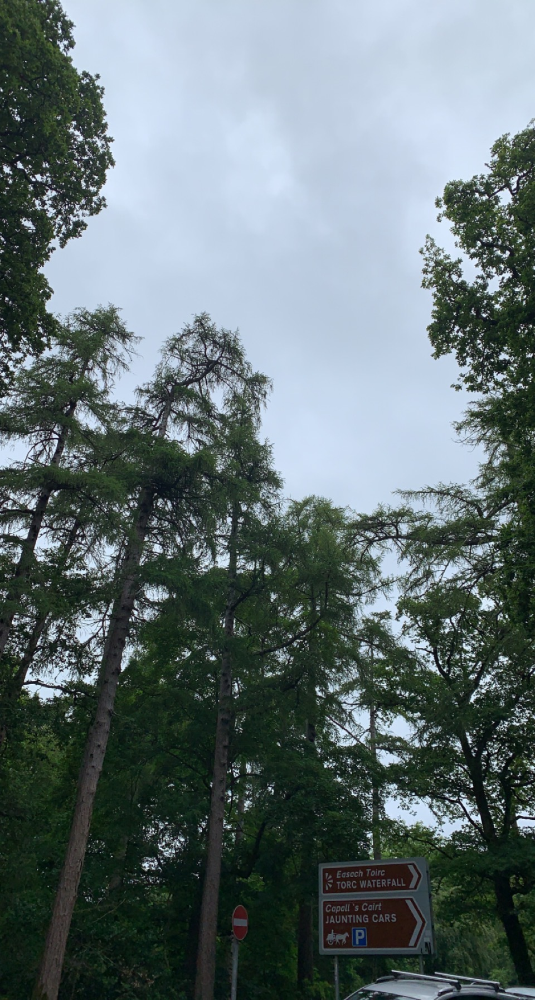 Easach Toirc
TORC WATERFALL
Capall 's Cairt
JAUNTING CARS
P